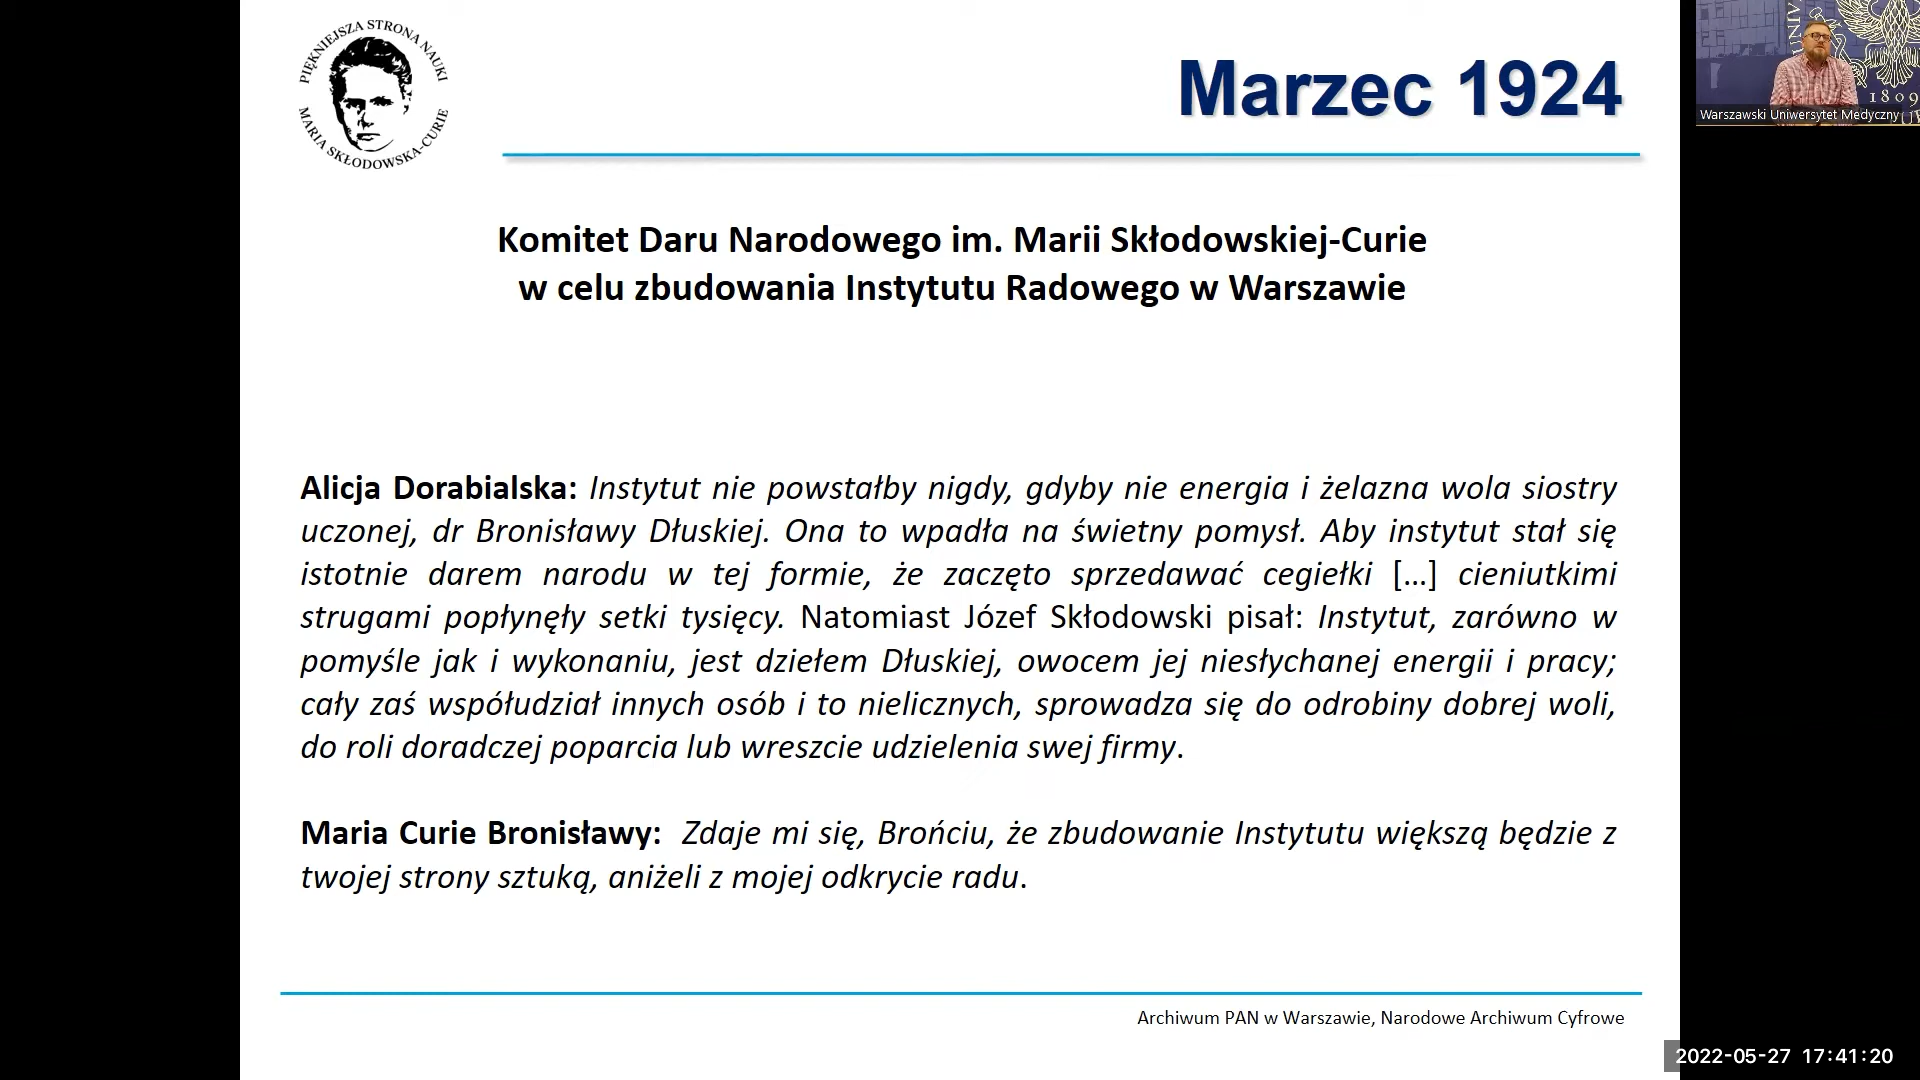 PIĘKNIEJSZA STRONA NAUKI
MARIA SKŁODOWSKA-CURIE
Marzec 1924
1809
Warszawski Uniwersytet Medyczny
Komitet Daru Narodowego im. Marii Skłodowskiej-Curie
w celu zbudowania Instytutu Radowego w Warszawie
Alicja Dorabialska: Instytut nie powstałby nigdy, gdyby nie energia i żelazna wola siostry
uczonej, dr Bronisławy Dłuskiej. Ona to wpadła na świetny pomysł. Aby instytut stał się
istotnie darem narodu w tej formie, że zaczęto sprzedawać cegiełki [...] cieniutkimi
strugami popłynęły setki tysięcy. Natomiast Józef Skłodowski pisał: Instytut, zarówno w
pomyśle jak i wykonaniu, jest dziełem Dłuskiej, owocem jej niesłychanej energii i pracy;
cały zaś współudział innych osób i to nielicznych, sprowadza się do odrobiny dobrej woli,
do roli doradczej poparcia lub wreszcie udzielenia swej firmy.
Maria Curie Bronisławy: Zdaje mi się, Brońciu, że zbudowanie Instytutu większą będzie z
twojej strony sztuką, aniżeli z mojej odkrycie radu.
Archiwum PAN w Warszawie, Narodowe Archiwum Cyfrowe
2022-05-27 17:41:20